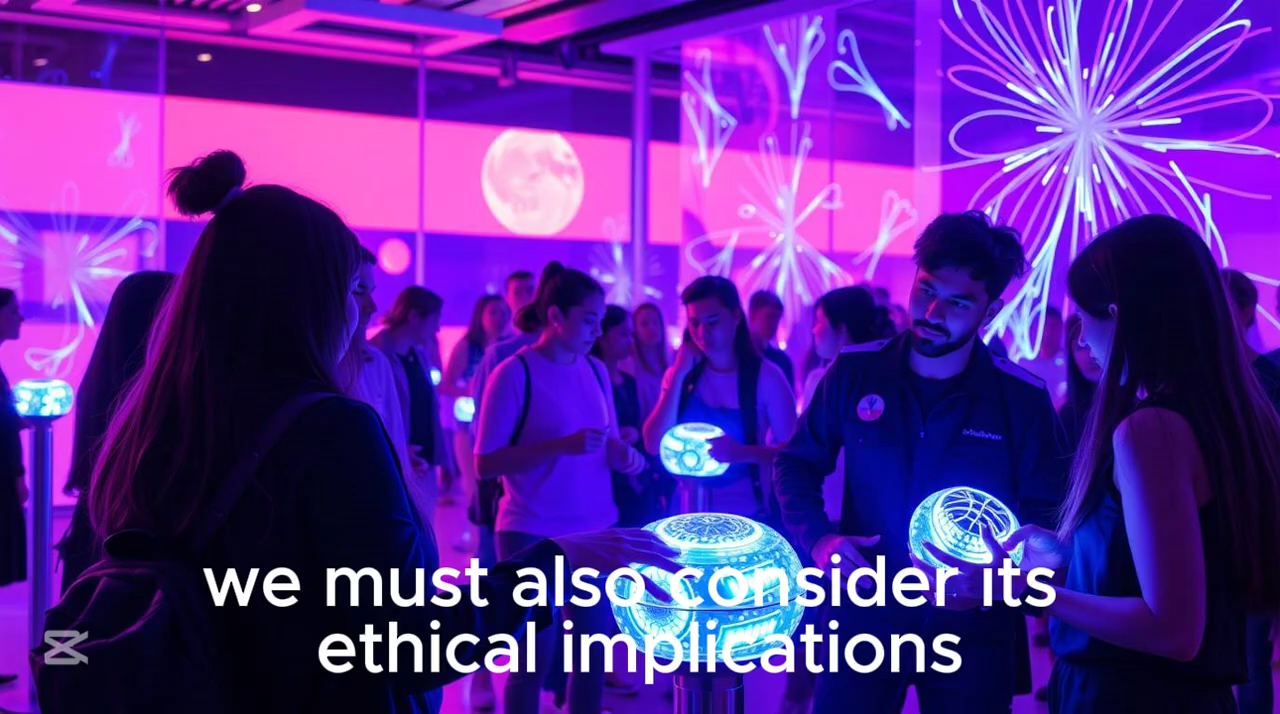 we must also consider its
ethical implications